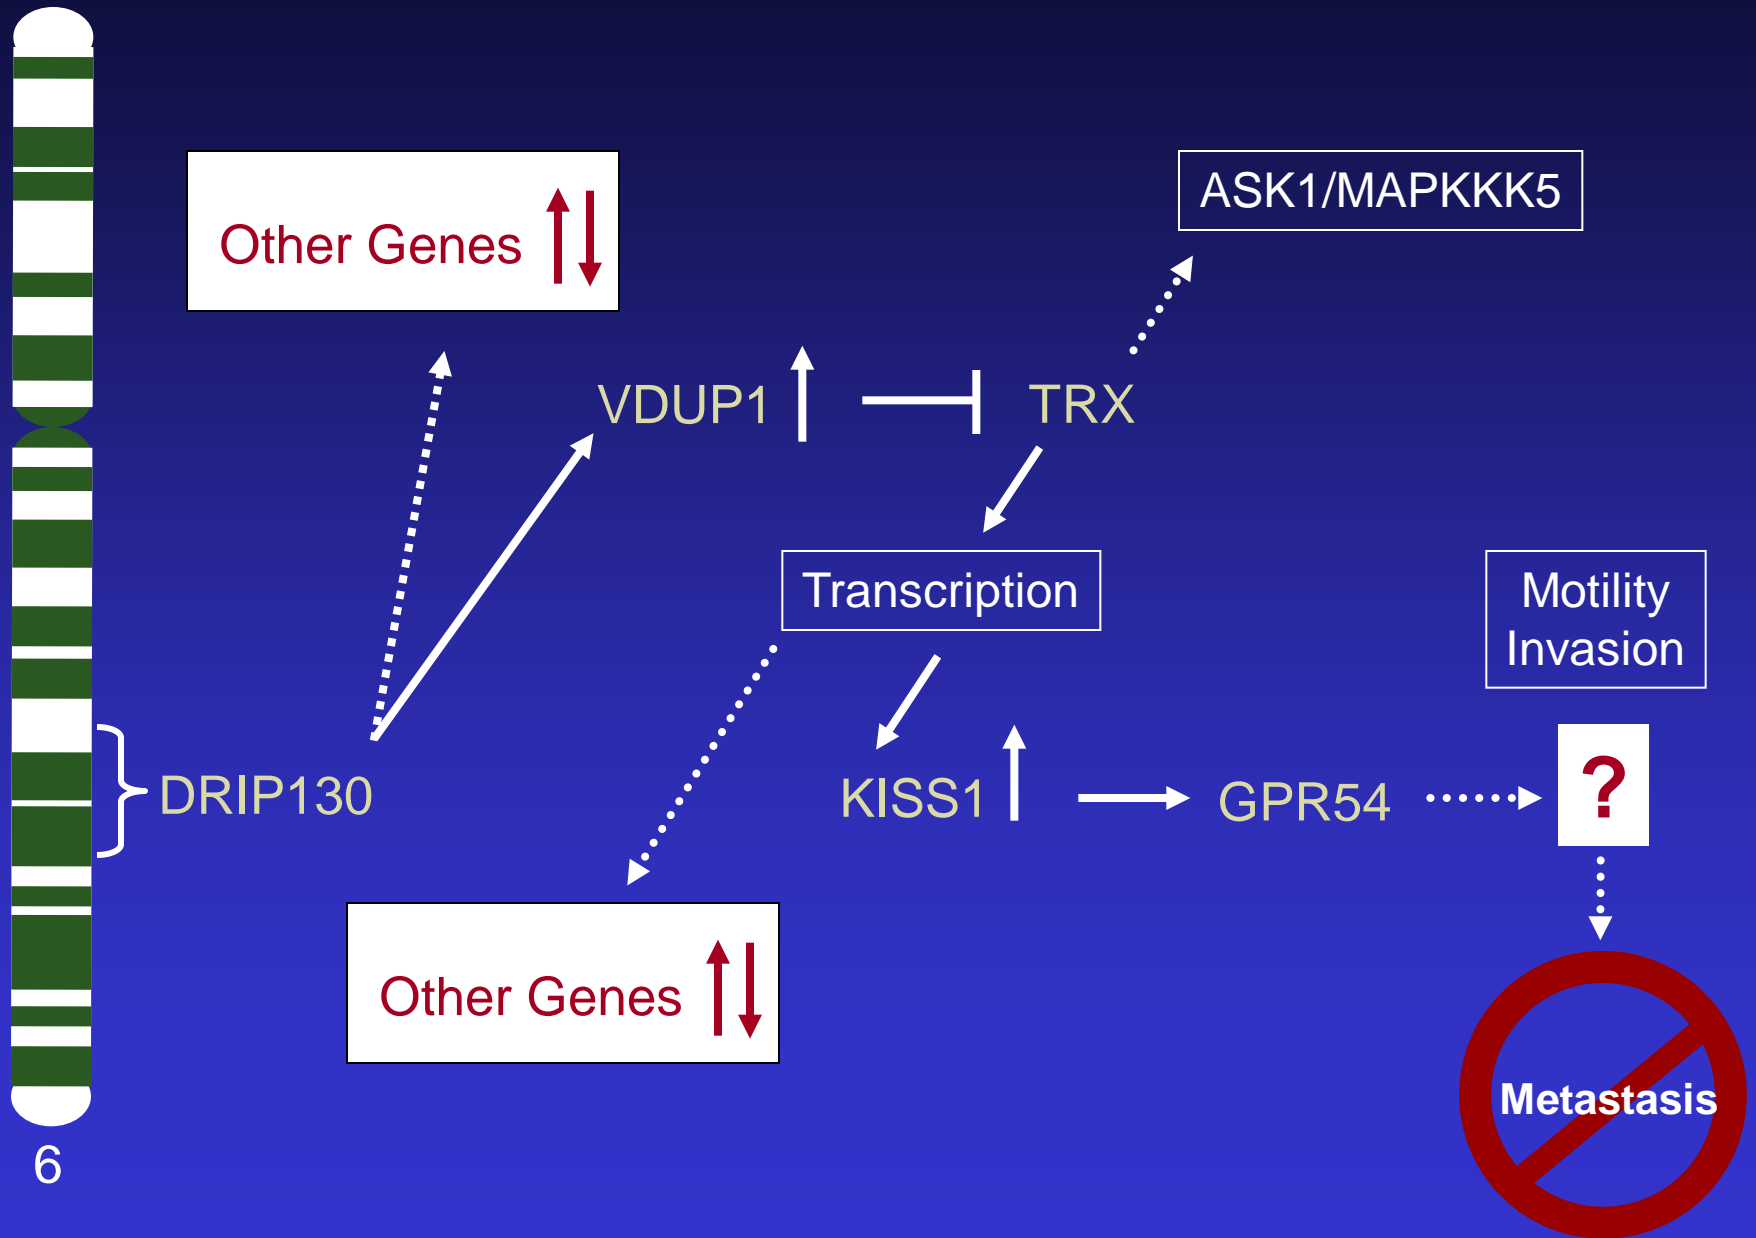 ASK1/MAPKKK5
Other Genes
VDUP1
TRX
Transcription
Motility
Invasion
DRIP130
KISS1
GPR54
?
Other Genes
Metastasis
6